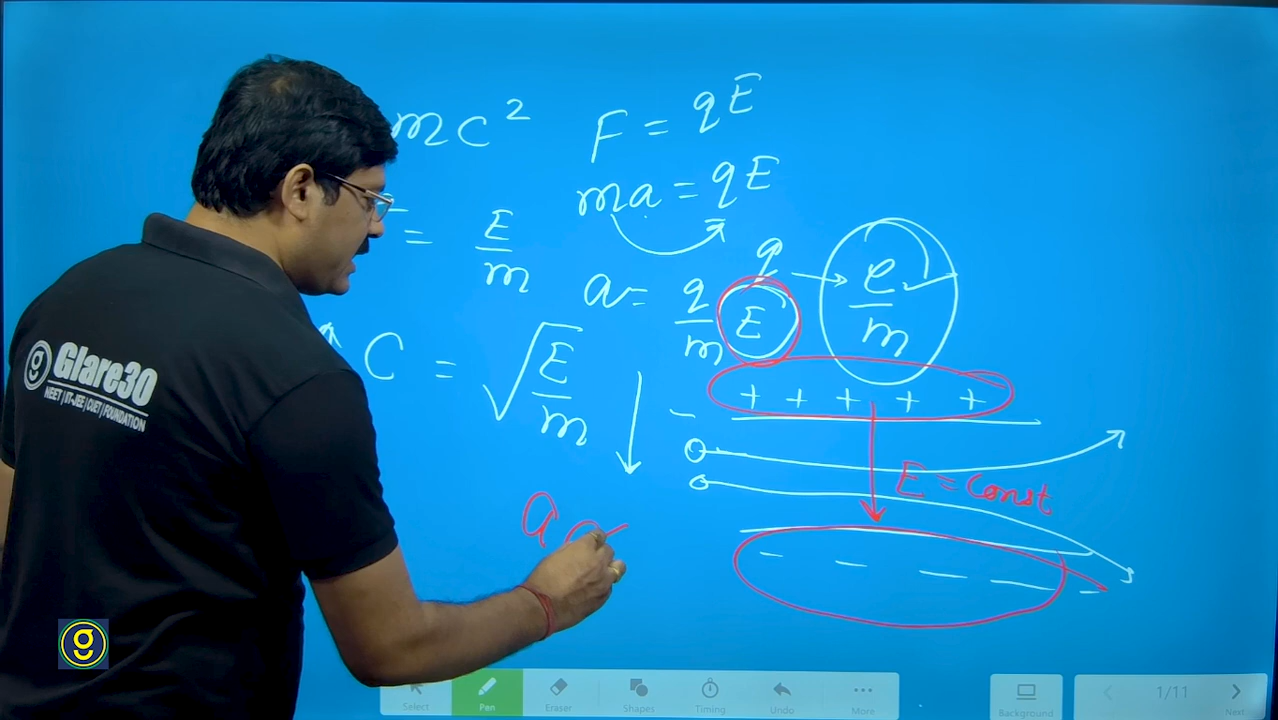 mc²
F = qE
ma = qE
= E/m
a = q/m E
q → e/m
C = √E/m
+ + + + +
E = Const
a
- - - - -
Glare30
NEET | IIT-JEE | CUET | FOUNDATION
g
Select Pen Eraser Shapes Timing Undo More Background 1/11 Next